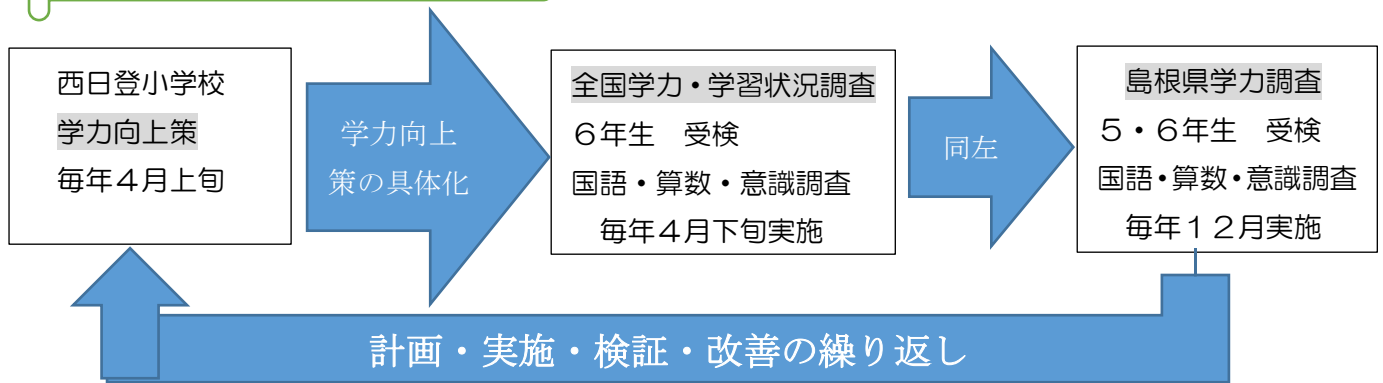 西日登小学校
学力向上策
毎年４月上旬
学力向上
策の具体化
全国学力・学習状況調査
６年生　受検
国語・算数・意識調査
毎年４月下旬実施
同左
島根県学力調査
５・６年生　受検
国語・算数・意識調査
毎年１２月実施
計画・実施・検証・改善の繰り返し